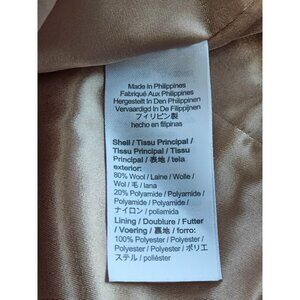 Made In Philippines
Fabriqué Aux Philippines
Hergestellt In Den Philippinen
Vervaardigd In De Filippijnen
フィリピン製
hecho en filipinas
Shell / Tissu Principal /
Tissu Principal / Tissu
Principal / 表地 / tela
exterior:
80% Wool / Laine / Wolle /
Wol / 毛 / lana
20% Polyamide / Polyamide /
Polyamid / Polyamide /
ナイロン / poliamida
Lining / Doublure / Futter
/ Voering / 裏地 / forro:
100% Polyester / Polyester
/ Polyester / Polyester / ポリエ
ステル / poliéster